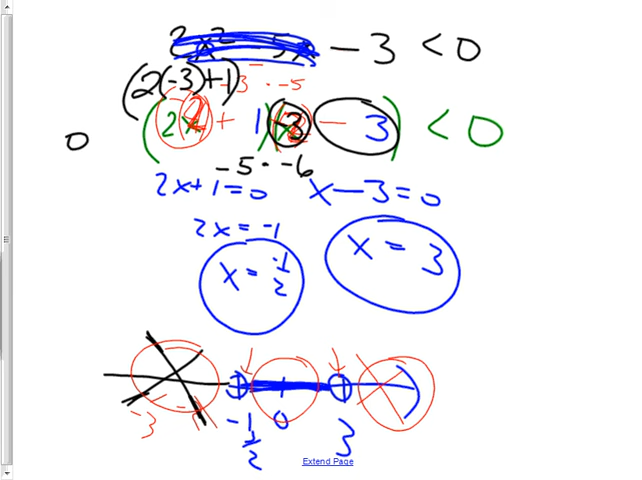 2x² - 5x - 3 < 0
(2(-3)+1)
-3 · -5
0
(2x + 1)(x - 3) < 0
-3
-5 · -6
2x+1=0
x-3=0
2x = -1
x = -1/2
x = 3
-3
-1/2
0
3
Extend Page